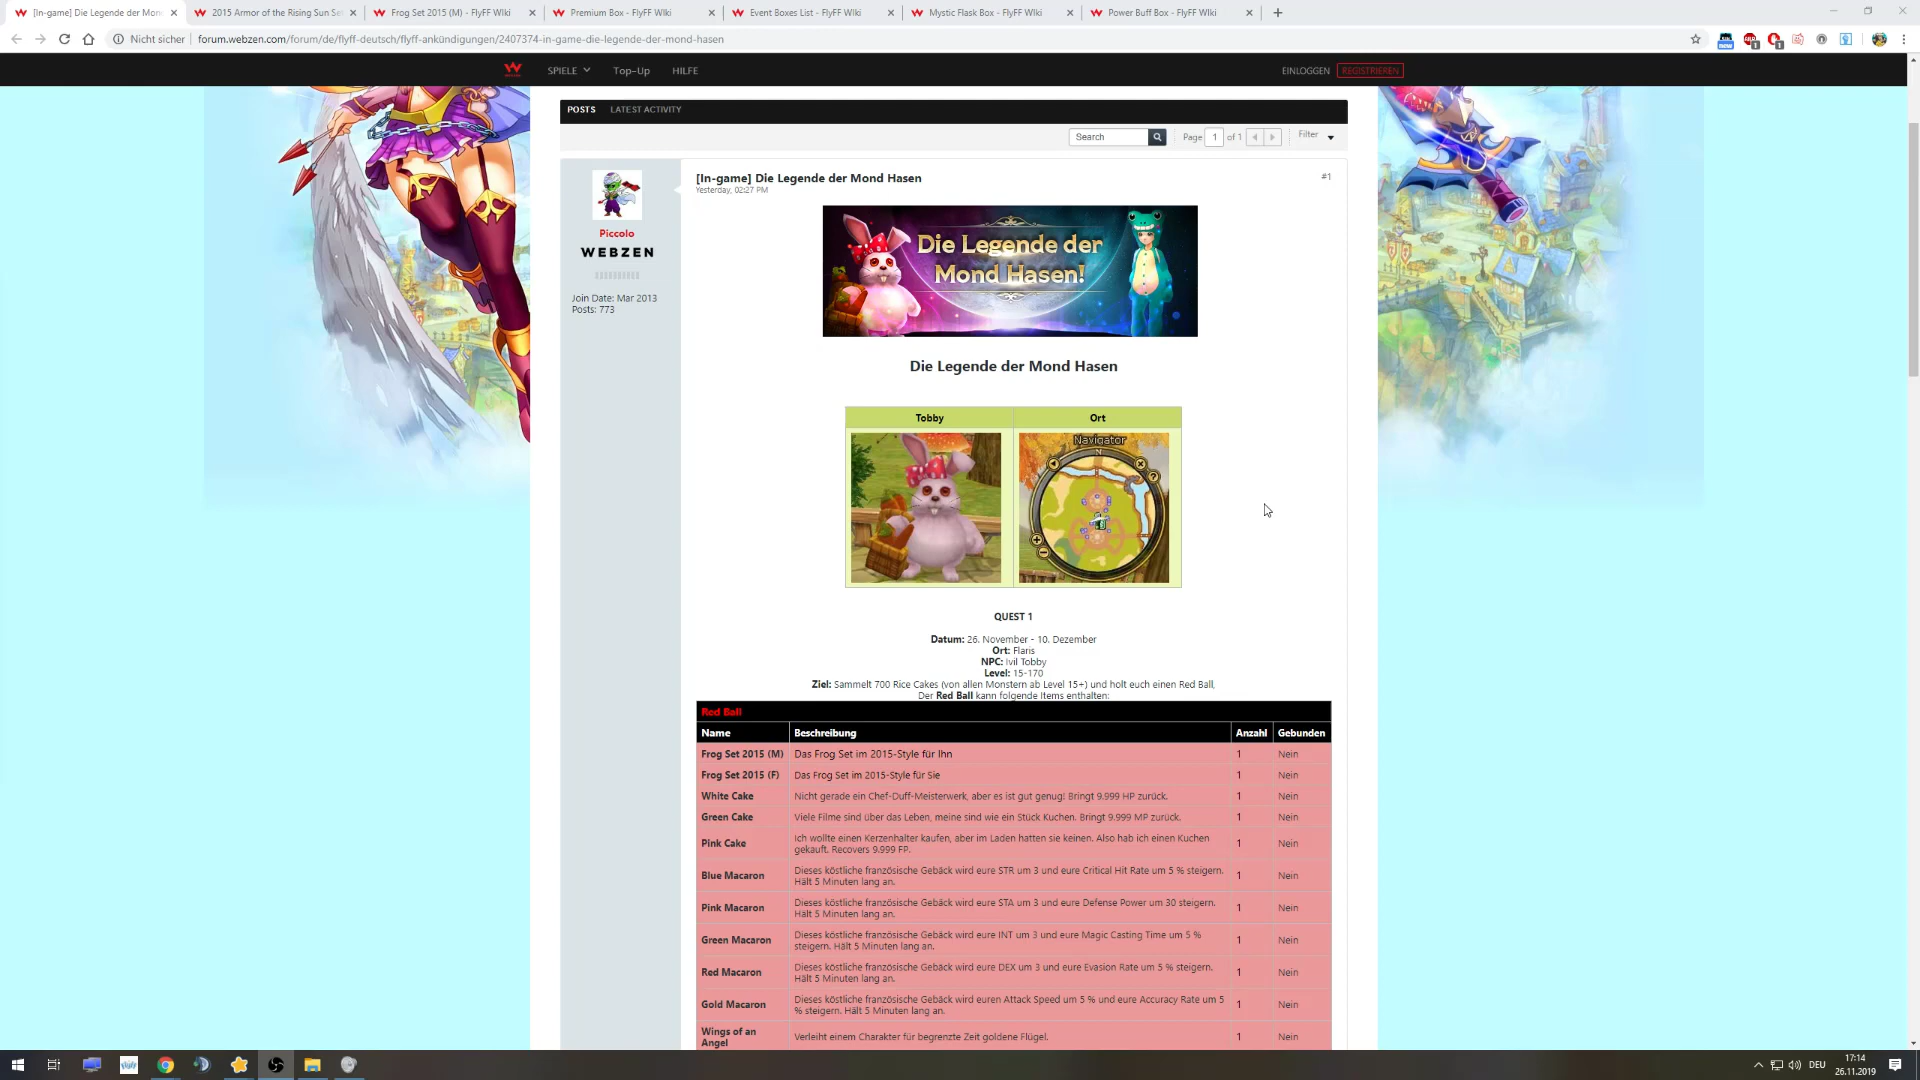 [In-game] Die Legende der Mon
2015 Armor of the Rising Sun Se
Frog Set 2015 (M) - FlyFF Wiki
Premium Box - FlyFF Wiki
Event Boxes List - FlyFF Wiki
Mystic Flask Box - FlyFF Wiki
Power Buff Box - FlyFF Wiki
Nicht sicher
forum.webzen.com/forum/de/flyff-deutsch/flyff-ankündigungen/2407374-in-game-die-legende-der-mond-hasen
SPIELE
Top-Up
HILFE
EINLOGGEN
REGISTRIEREN
POSTS
LATEST ACTIVITY
Search
Page 1 of 1
Filter
Piccolo
WEBZEN
Join Date: Mar 2013
Posts: 773
[In-game] Die Legende der Mond Hasen
#1
Yesterday, 02:27 PM
Die Legende der
Mond Hasen!
Die Legende der Mond Hasen
Tobby
Ort
Navigator
N
QUEST 1
Datum: 26. November - 10. Dezember
Ort: Flaris
NPC: Ivil Tobby
Level: 15-170
Ziel: Sammelt 700 Rice Cakes (von allen Monstern ab Level 15+) und holt euch einen Red Ball,
Der Red Ball kann folgende Items enthalten:
Red Ball
Name Beschreibung Anzahl Gebunden
Frog Set 2015 (M) Das Frog Set im 2015-Style für Ihn 1 Nein
Frog Set 2015 (F) Das Frog Set im 2015-Style für Sie 1 Nein
White Cake Nicht gerade ein Chef-Duff-Meisterwerk, aber es ist gut genug! Bringt 9.999 HP zurück. 1 Nein
Green Cake Viele Filme sind über das Leben, meine sind wie ein Stück Kuchen. Bringt 9.999 MP zurück. 1 Nein
Pink Cake Ich wollte einen Kerzenhalter kaufen, aber im Laden hatten sie keinen. Also hab ich einen Kuchen
gekauft. Recovers 9.999 FP. 1 Nein
Blue Macaron Dieses köstliche französische Gebäck wird eure STR um 3 und eure Critical Hit Rate um 5 % steigern.
Hält 5 Minuten lang an. 1 Nein
Pink Macaron Dieses köstliche französische Gebäck wird eure STA um 3 und eure Defense Power um 30 steigern.
Hält 5 Minuten lang an. 1 Nein
Green Macaron Dieses köstliche französische Gebäck wird eure INT um 3 und eure Magic Casting Time um 5 %
steigern. Hält 5 Minuten lang an. 1 Nein
Red Macaron Dieses köstliche französische Gebäck wird eure DEX um 3 und eure Evasion Rate um 5 % steigern.
Hält 5 Minuten lang an. 1 Nein
Gold Macaron Dieses köstliche französische Gebäck wird euren Attack Speed um 5 % und eure Accuracy Rate um 5
% steigern. Hält 5 Minuten lang an. 1 Nein
Wings of an
Angel Verleiht einem Charakter für begrenzte Zeit goldene Flügel. 1 Nein
DEU
17:14
26.11.2019